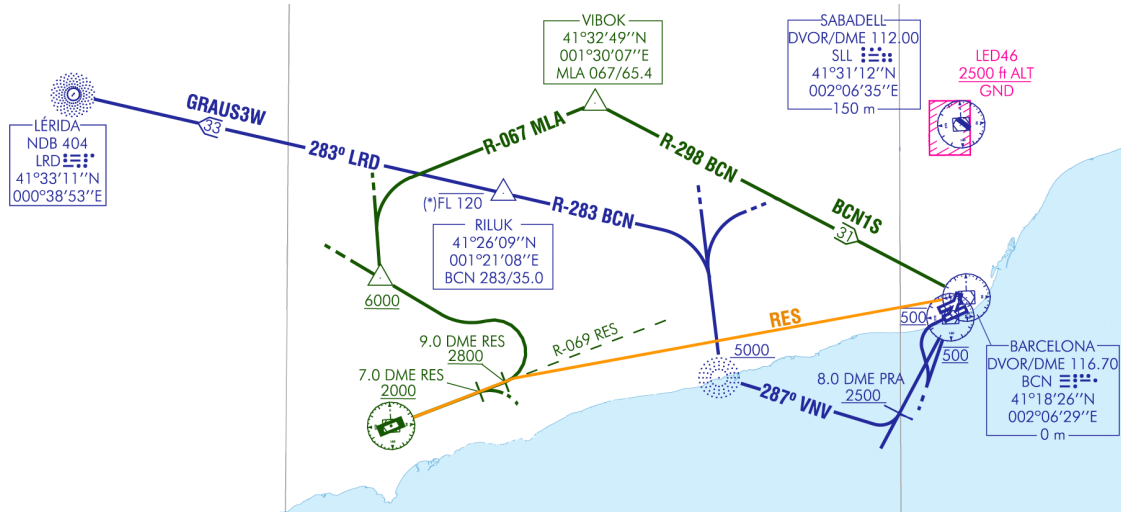 VIBOK
41°32'49''N
001°30'07''E
MLA 067/65.4
SABADELL
DVOR/DME 112.00
SLL
41°31'12''N
002°06'35''E
150 m
LED46
2500 ft ALT
GND
GRAUS3W
33
LÉRIDA
NDB 404
LRD
41°33'11''N
000°38'53''E
283º LRD
R-067 MLA
R-298 BCN
(*)FL 120
R-283 BCN
RILUK
41°26'09''N
001°21'08''E
BCN 283/35.0
BCN1S
31
6000
9.0 DME RES
2800
R-069 RES
RES
500
500
7.0 DME RES
2000
5000
287º VNV
8.0 DME PRA
2500
BARCELONA
DVOR/DME 116.70
BCN
41°18'26''N
002°06'29''E
0 m